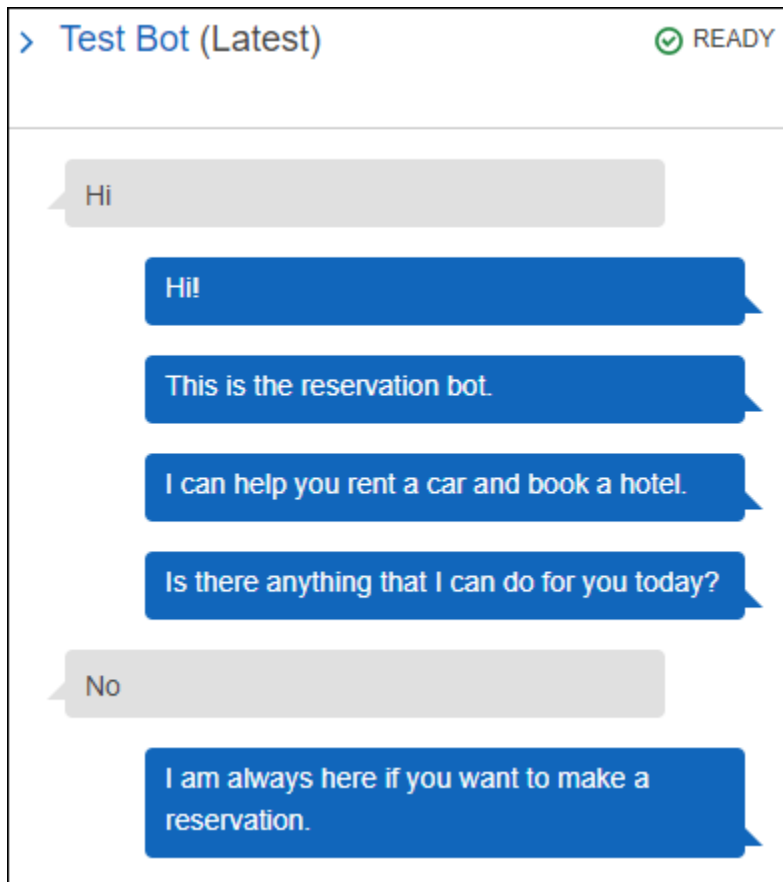 Test Bot (Latest) READY
Hi
Hi!
This is the reservation bot.
I can help you rent a car and book a hotel.
Is there anything that I can do for you today?
No
I am always here if you want to make a
reservation.